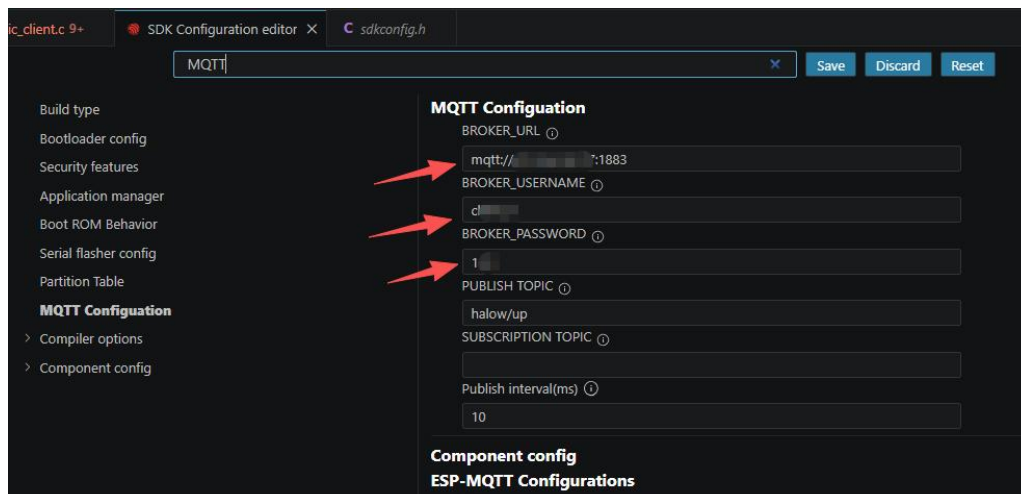 ic_client.c 9+
SDK Configuration editor
C sdkconfig.h
MQTT
Save
Discard
Reset
Build type
Bootloader config
Security features
Application manager
Boot ROM Behavior
Serial flasher config
Partition Table
MQTT Configuation
Compiler options
Component config
MQTT Configuation
BROKER_URL
mqtt:// :1883
BROKER_USERNAME
BROKER_PASSWORD
1
PUBLISH TOPIC
halow/up
SUBSCRIPTION TOPIC
Publish interval(ms)
10
Component config
ESP-MQTT Configurations